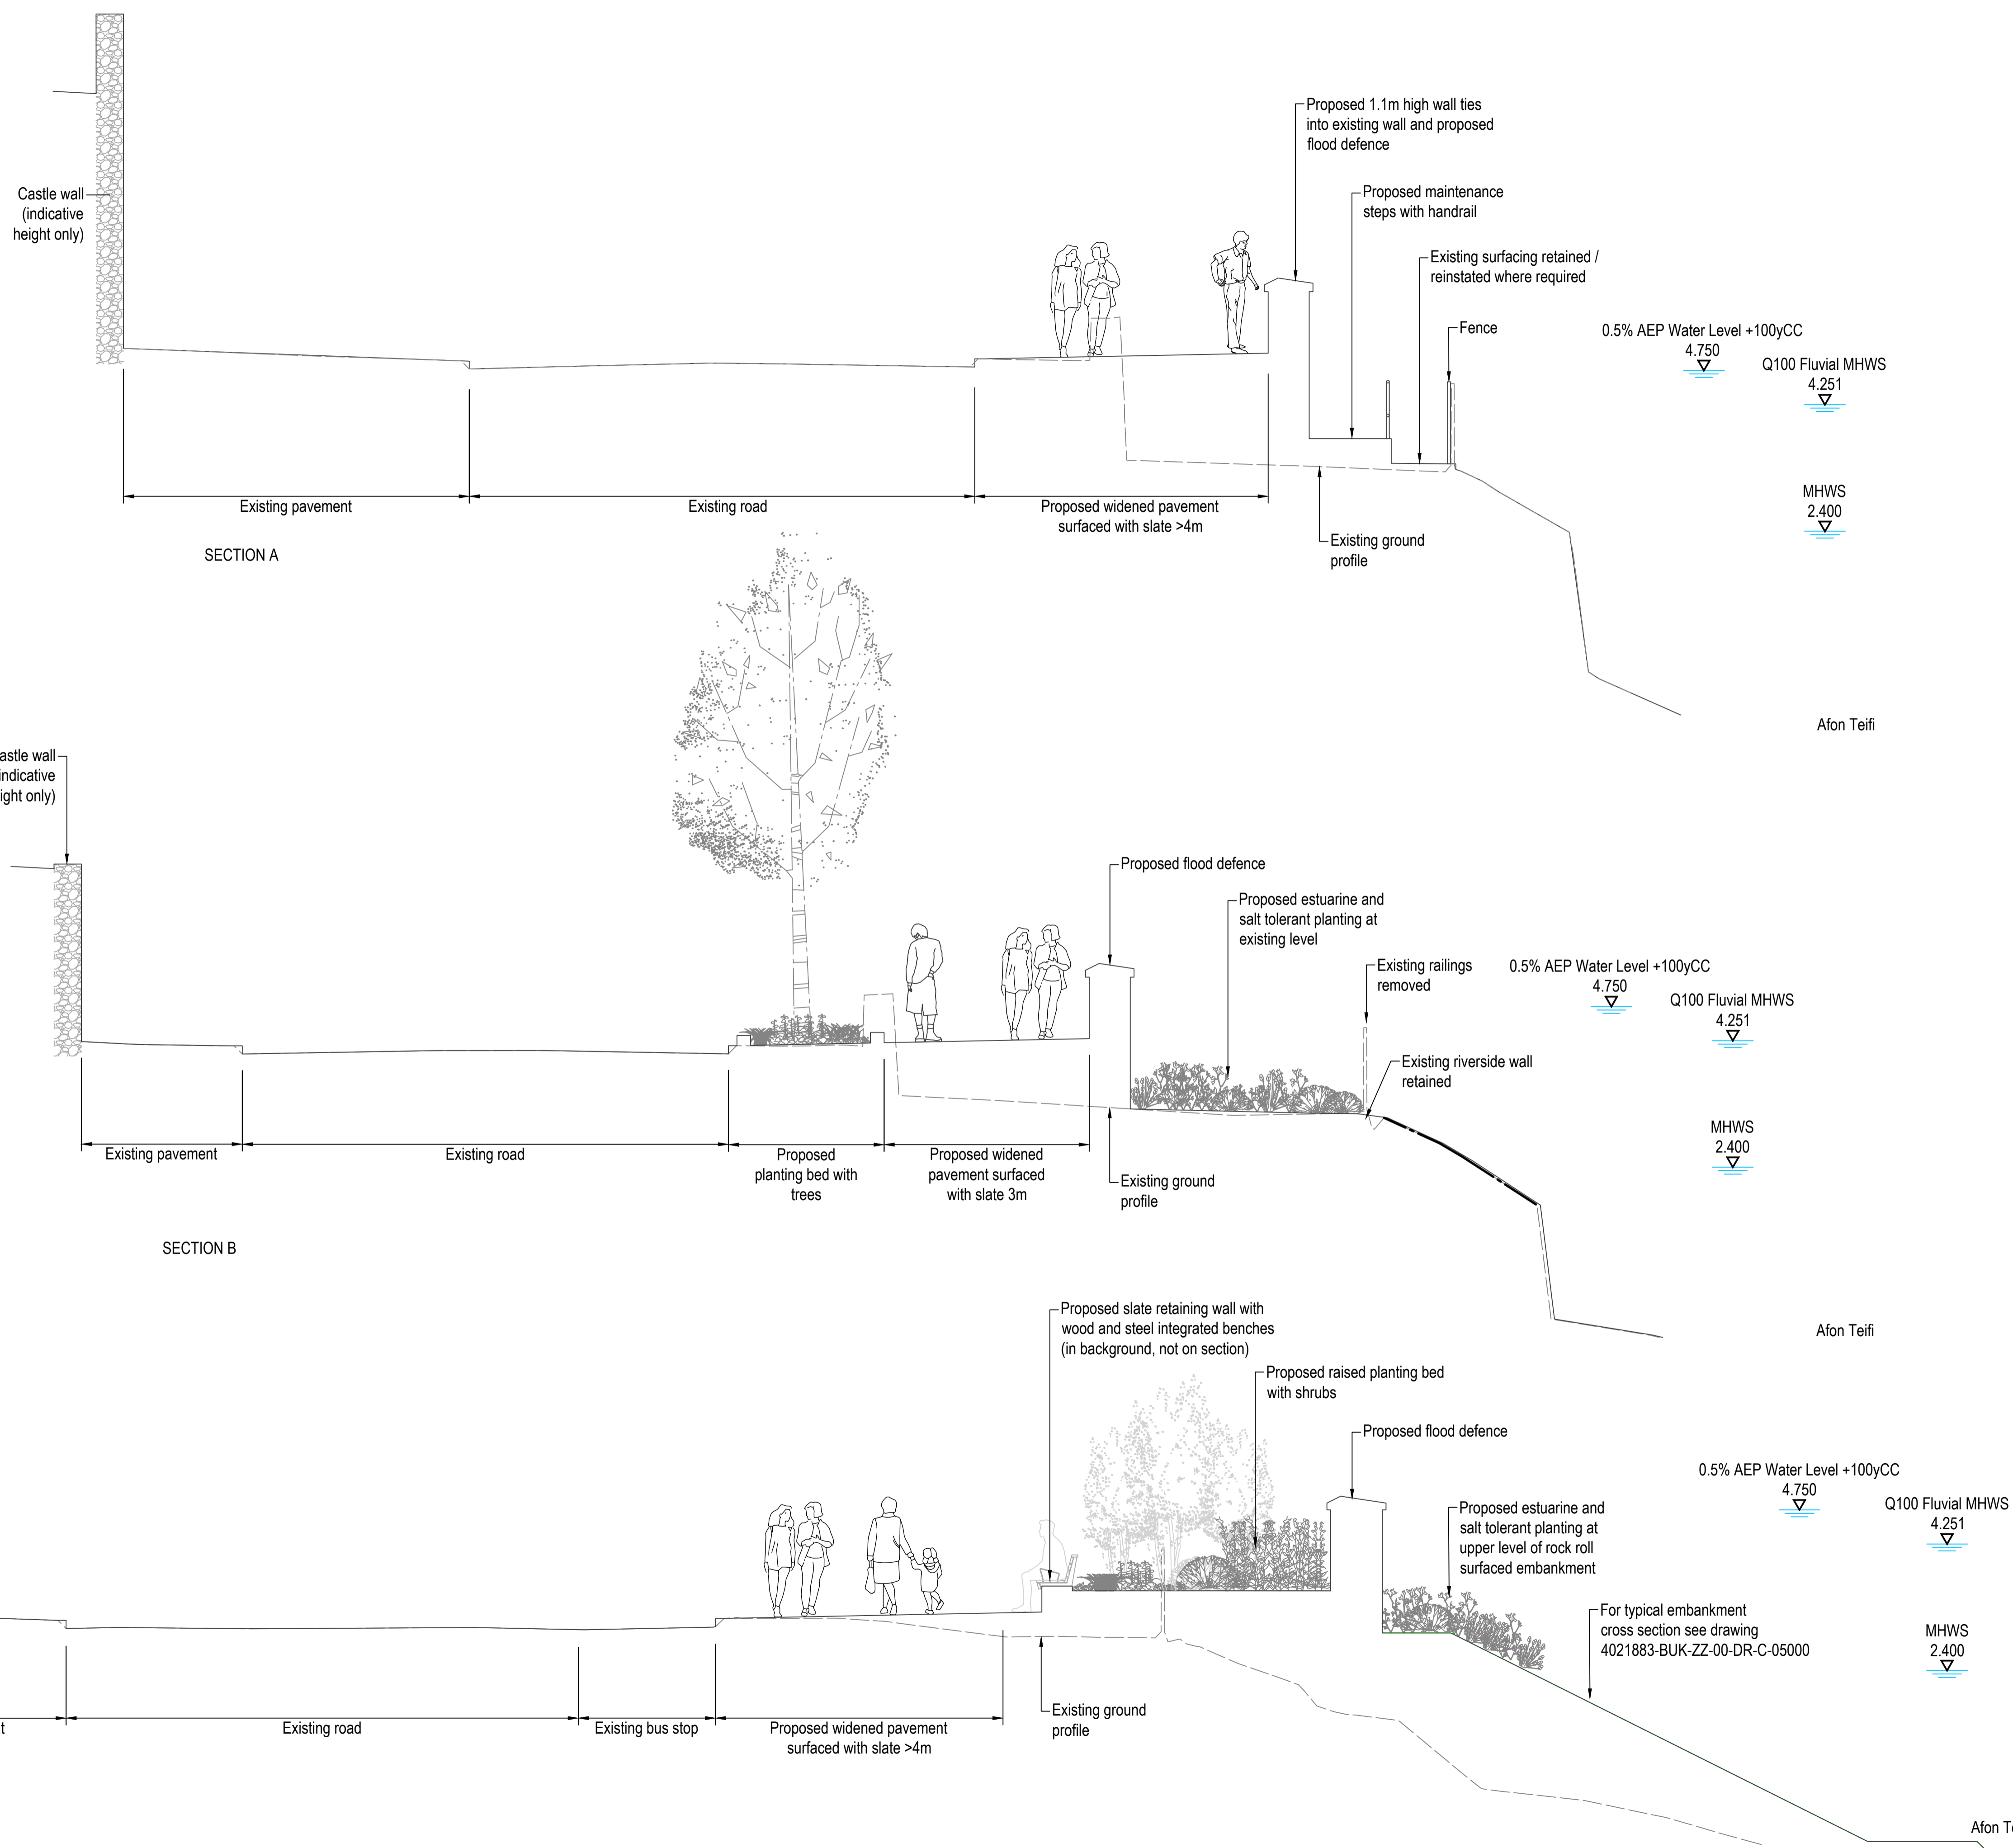 Castle wall
(indicative
height only)
Proposed 1.1m high wall ties
into existing wall and proposed
flood defence
Proposed maintenance
steps with handrail
Existing surfacing retained /
reinstated where required
Fence
0.5% AEP Water Level +100yCC
4.750
Q100 Fluvial MHWS
4.251
MHWS
2.400
Existing pavement
Existing road
Proposed widened pavement
surfaced with slate >4m
Existing ground
profile
SECTION A
Afon Teifi
astle wall
indicative
ight only)
Proposed flood defence
Proposed estuarine and
salt tolerant planting at
existing level
Existing railings
removed
0.5% AEP Water Level +100yCC
4.750
Q100 Fluvial MHWS
4.251
Existing riverside wall
retained
MHWS
2.400
Existing pavement
Existing road
Proposed
planting bed with
trees
Proposed widened
pavement surfaced
with slate 3m
Existing ground
profile
SECTION B
Afon Teifi
Proposed slate retaining wall with
wood and steel integrated benches
(in background, not on section)
Proposed raised planting bed
with shrubs
Proposed flood defence
0.5% AEP Water Level +100yCC
4.750
Q100 Fluvial MHWS
4.251
Proposed estuarine and
salt tolerant planting at
upper level of rock roll
surfaced embankment
For typical embankment
cross section see drawing
4021883-BUK-ZZ-00-DR-C-05000
MHWS
2.400
t
Existing road
Existing bus stop
Proposed widened pavement
surfaced with slate >4m
Existing ground
profile
Afon T